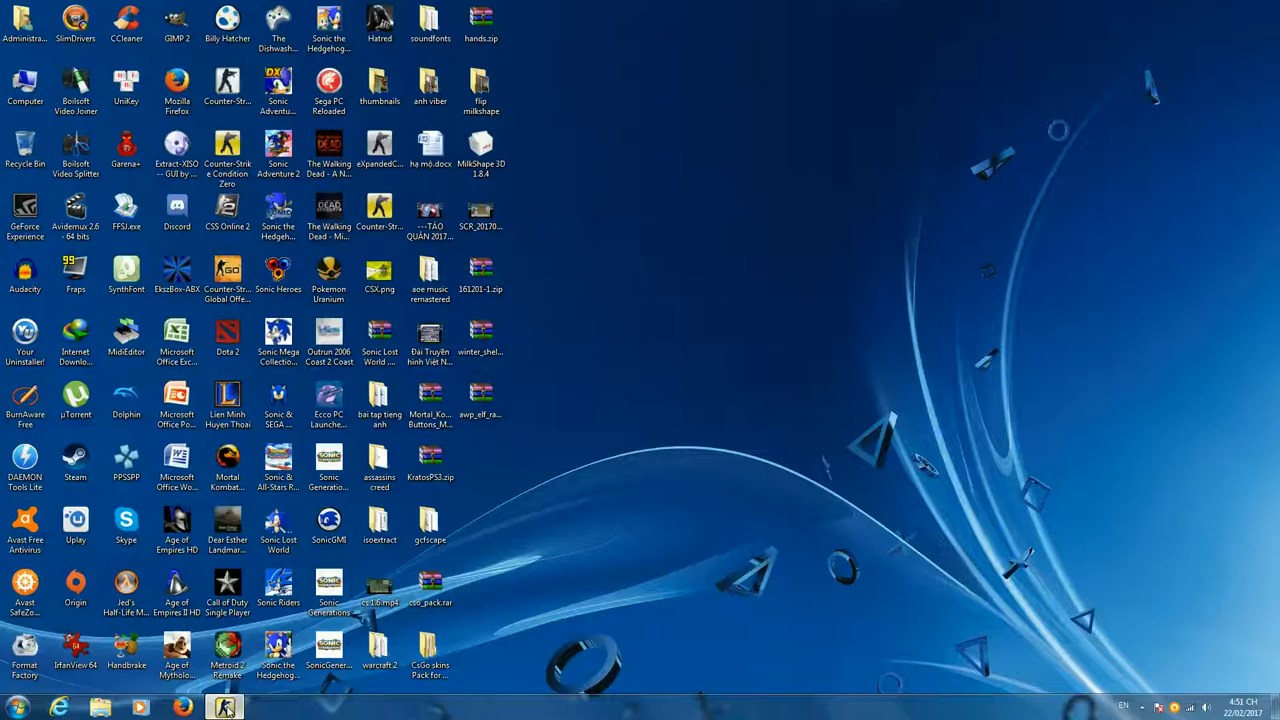 Administra...
SlimDrivers
CCleaner
GIMP 2
Billy Hatcher
The
Dishwash...
Sonic the
Hedgehog...
Hatred
soundfonts
hands.zip
Computer
Boilsoft
Video Joiner
UniKey
Mozilla
Firefox
Counter-Str...
DX
Sonic
Adventu...
Sega PC
Reloaded
thumbnails
anh viber
flip
milkshape
Recycle Bin
Boilsoft
Video Splitter
Garena+
Extract-XISO
-- GUI by ...
Counter-Strike
Condition
Zero
Sonic
Adventure 2
The Walking
Dead - A N...
eXpandedC...
hạ mộ.docx
MilkShape 3D
1.8.4
GeForce
Experience
Avidemux 2.6
- 64 bits
FFSJ.exe
Discord
CSS Online 2
Sonic the
Hedgeh...
The Walking
Dead - Mi...
Counter-Str...
---TÁO
QUÂN 2017...
SCR_20170...
Audacity
99
Fraps
SynthFont
EkszBox-ABX
GO
Counter-Str...
Global Offe...
Sonic Heroes
Pokemon
Uranium
CSX.png
aoe music
remastered
161201-1.zip
Your
Uninstaller!
Internet
Downlo...
MidiEditor
Microsoft
Office Exc...
Dota 2
Sonic Mega
Collectio...
Outrun 2006
Coast 2 Coast
Sonic Lost
World ....
Đài Truyền
hình Việt N...
winter_shel...
BurnAware
Free
µTorrent
Dolphin
Microsoft
Office Po...
Lien Minh
Huyen Thoai
Sonic &
SEGA ...
Ecco PC
Launche...
bai tap tieng
anh
Mortal_Ko...
Buttons_M...
awp_elf_ra...
DAEMON
Tools Lite
Steam
PPSSPP
Microsoft
Office Wo...
Mortal
Kombat...
Sonic &
All-Stars R...
Sonic
Generatio...
assassins
creed
KratosPS3.zip
Avast Free
Antivirus
Uplay
Skype
Age of
Empires HD
Dear Esther
Landmar...
Sonic Lost
World
SonicGMI
isoextract
gcfscape
Avast
SafeZo...
Origin
Jed's
Half-Life M...
Age of
Empires II HD
Call of Duty
Single Player
Sonic Riders
Sonic
Generations
cs 1.6.mp4
cso_pack.rar
Format
Factory
64
IrfanView 64
Handbrake
Age of
Mytholo...
Metroid 2
Remake
Sonic the
Hedgehog...
SonicGener...
warcraft 2
CsGo skins
Pack for ...
EN
4:51 CH
22/02/2017